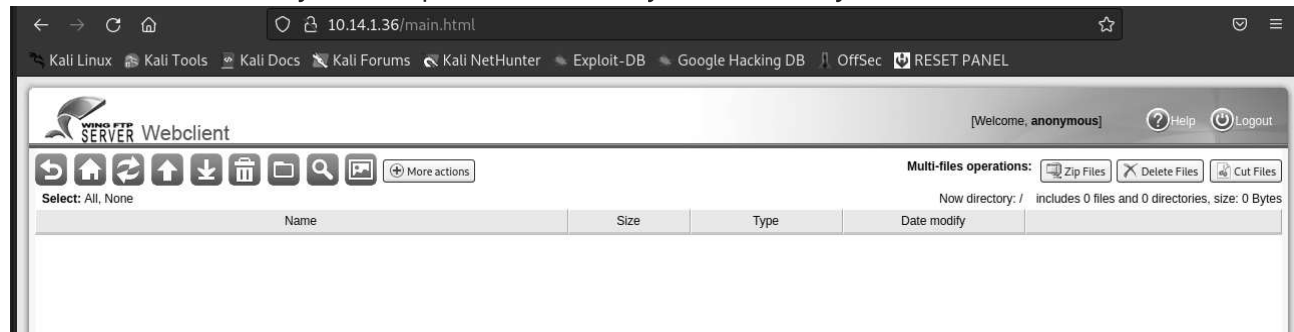 10.14.1.36/main.html
Kali Linux Kali Tools Kali Docs Kali Forums Kali NetHunter Exploit-DB Google Hacking DB OffSec RESET PANEL
WING FTP
SERVER Webclient
[Welcome, anonymous] Help Logout
More actions
Multi-files operations: Zip Files Delete Files Cut Files
Select: All, None
Now directory: / includes 0 files and 0 directories, size: 0 Bytes
Name Size Type Date modify